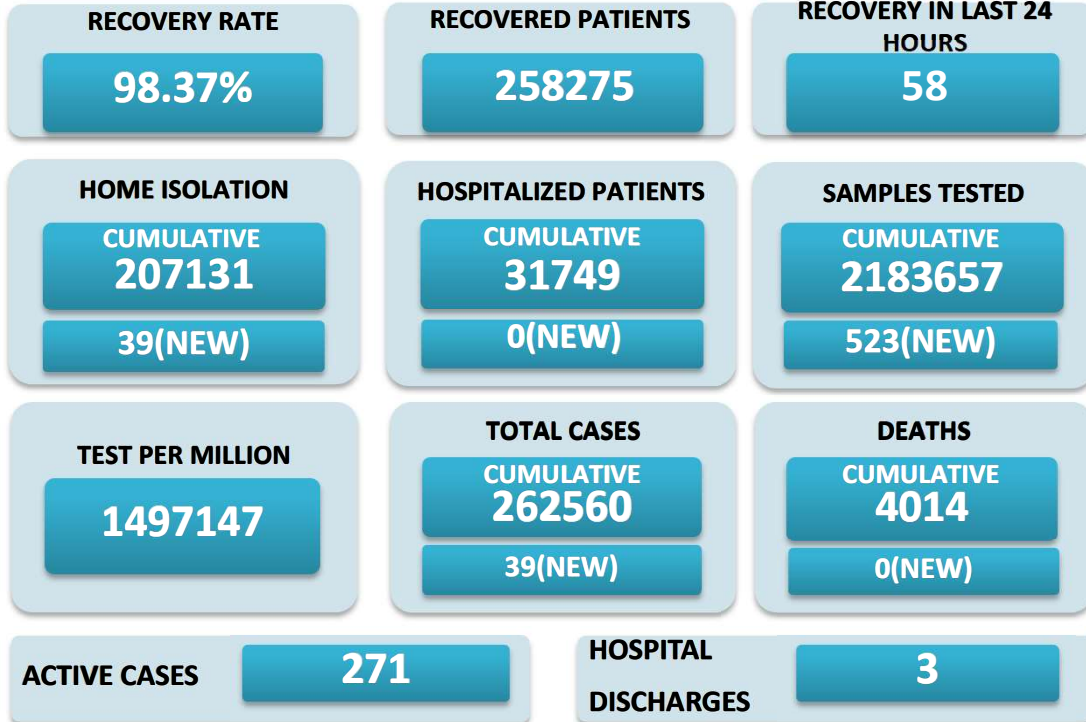 RECOVERY RATE
98.37%
RECOVERED PATIENTS
258275
RECOVERY IN LAST 24
HOURS
58
HOME ISOLATION
CUMULATIVE
207131
39(NEW)
HOSPITALIZED PATIENTS
CUMULATIVE
31749
0(NEW)
SAMPLES TESTED
CUMULATIVE
2183657
523(NEW)
TEST PER MILLION
1497147
TOTAL CASES
CUMULATIVE
262560
39(NEW)
DEATHS
CUMULATIVE
4014
0(NEW)
ACTIVE CASES
271
HOSPITAL
DISCHARGES
3